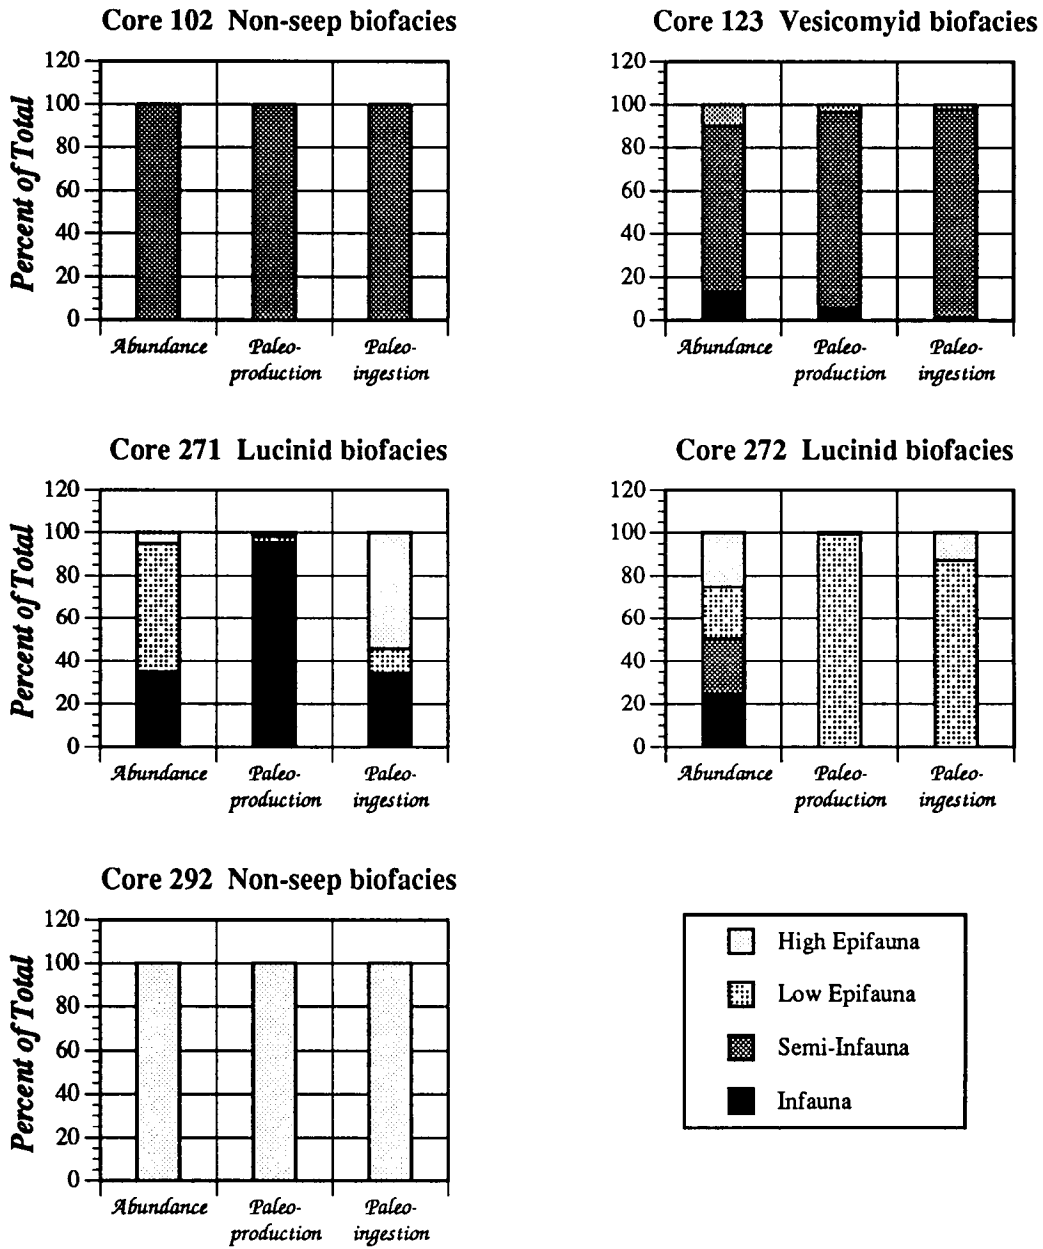 Core 102 Non-seep biofacies
Percent of Total
120
100
80
60
40
20
0
Abundance
Paleo-
production
Paleo-
ingestion
Core 123 Vesicomyid biofacies
120
100
80
60
40
20
0
Abundance
Paleo-
production
Paleo-
ingestion
Core 271 Lucinid biofacies
Percent of Total
120
100
80
60
40
20
0
Abundance
Paleo-
production
Paleo-
ingestion
Core 272 Lucinid biofacies
120
100
80
60
40
20
0
Abundance
Paleo-
production
Paleo-
ingestion
Core 292 Non-seep biofacies
Percent of Total
120
100
80
60
40
20
0
Abundance
Paleo-
production
Paleo-
ingestion
High Epifauna
Low Epifauna
Semi-Infauna
Infauna